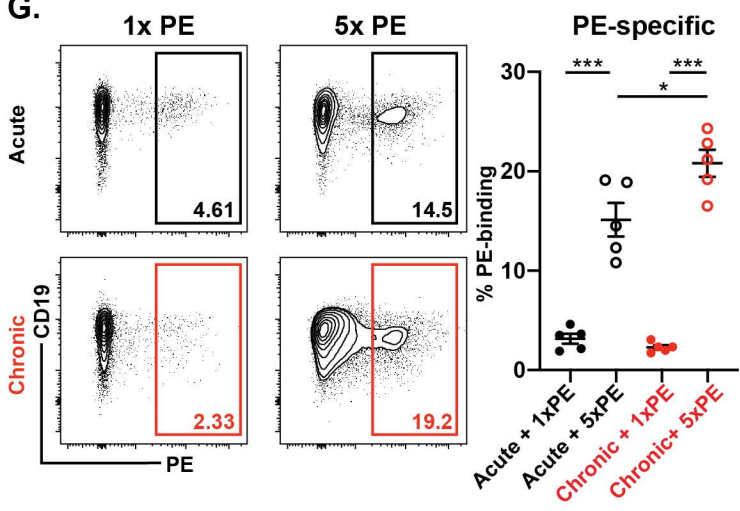 G.
1x PE
5x PE
PE-specific
Acute
4.61
14.5
Chronic
CD19
2.33
19.2
PE
% PE-binding
30
20
10
0
***
***
*
Acute + 1xPE
Acute + 5xPE
Chronic + 1xPE
Chronic+ 5xPE